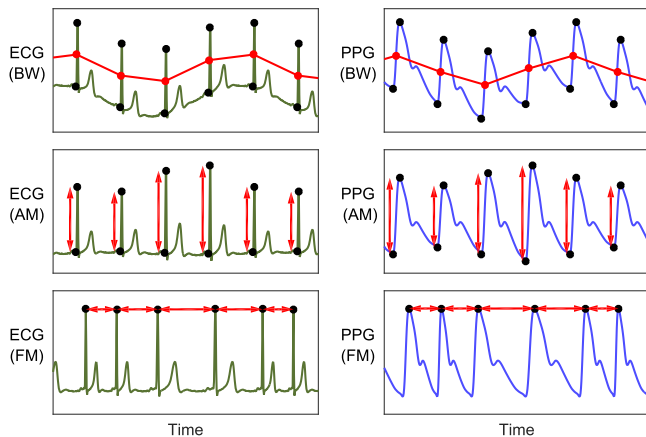 ECG
(BW)
PPG
(BW)
ECG
(AM)
PPG
(AM)
ECG
(FM)
PPG
(FM)
Time
Time